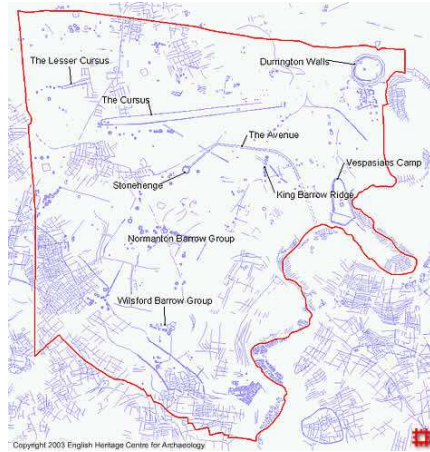 Durrington Walls
The Lesser Cursus
The Cursus
The Avenue
Vespasians Camp
Stonehenge
King Barrow Ridge
Normanton Barrow Group
Wilsford Barrow Group
Copyright 2003 English Heritage Centre for Archaeology